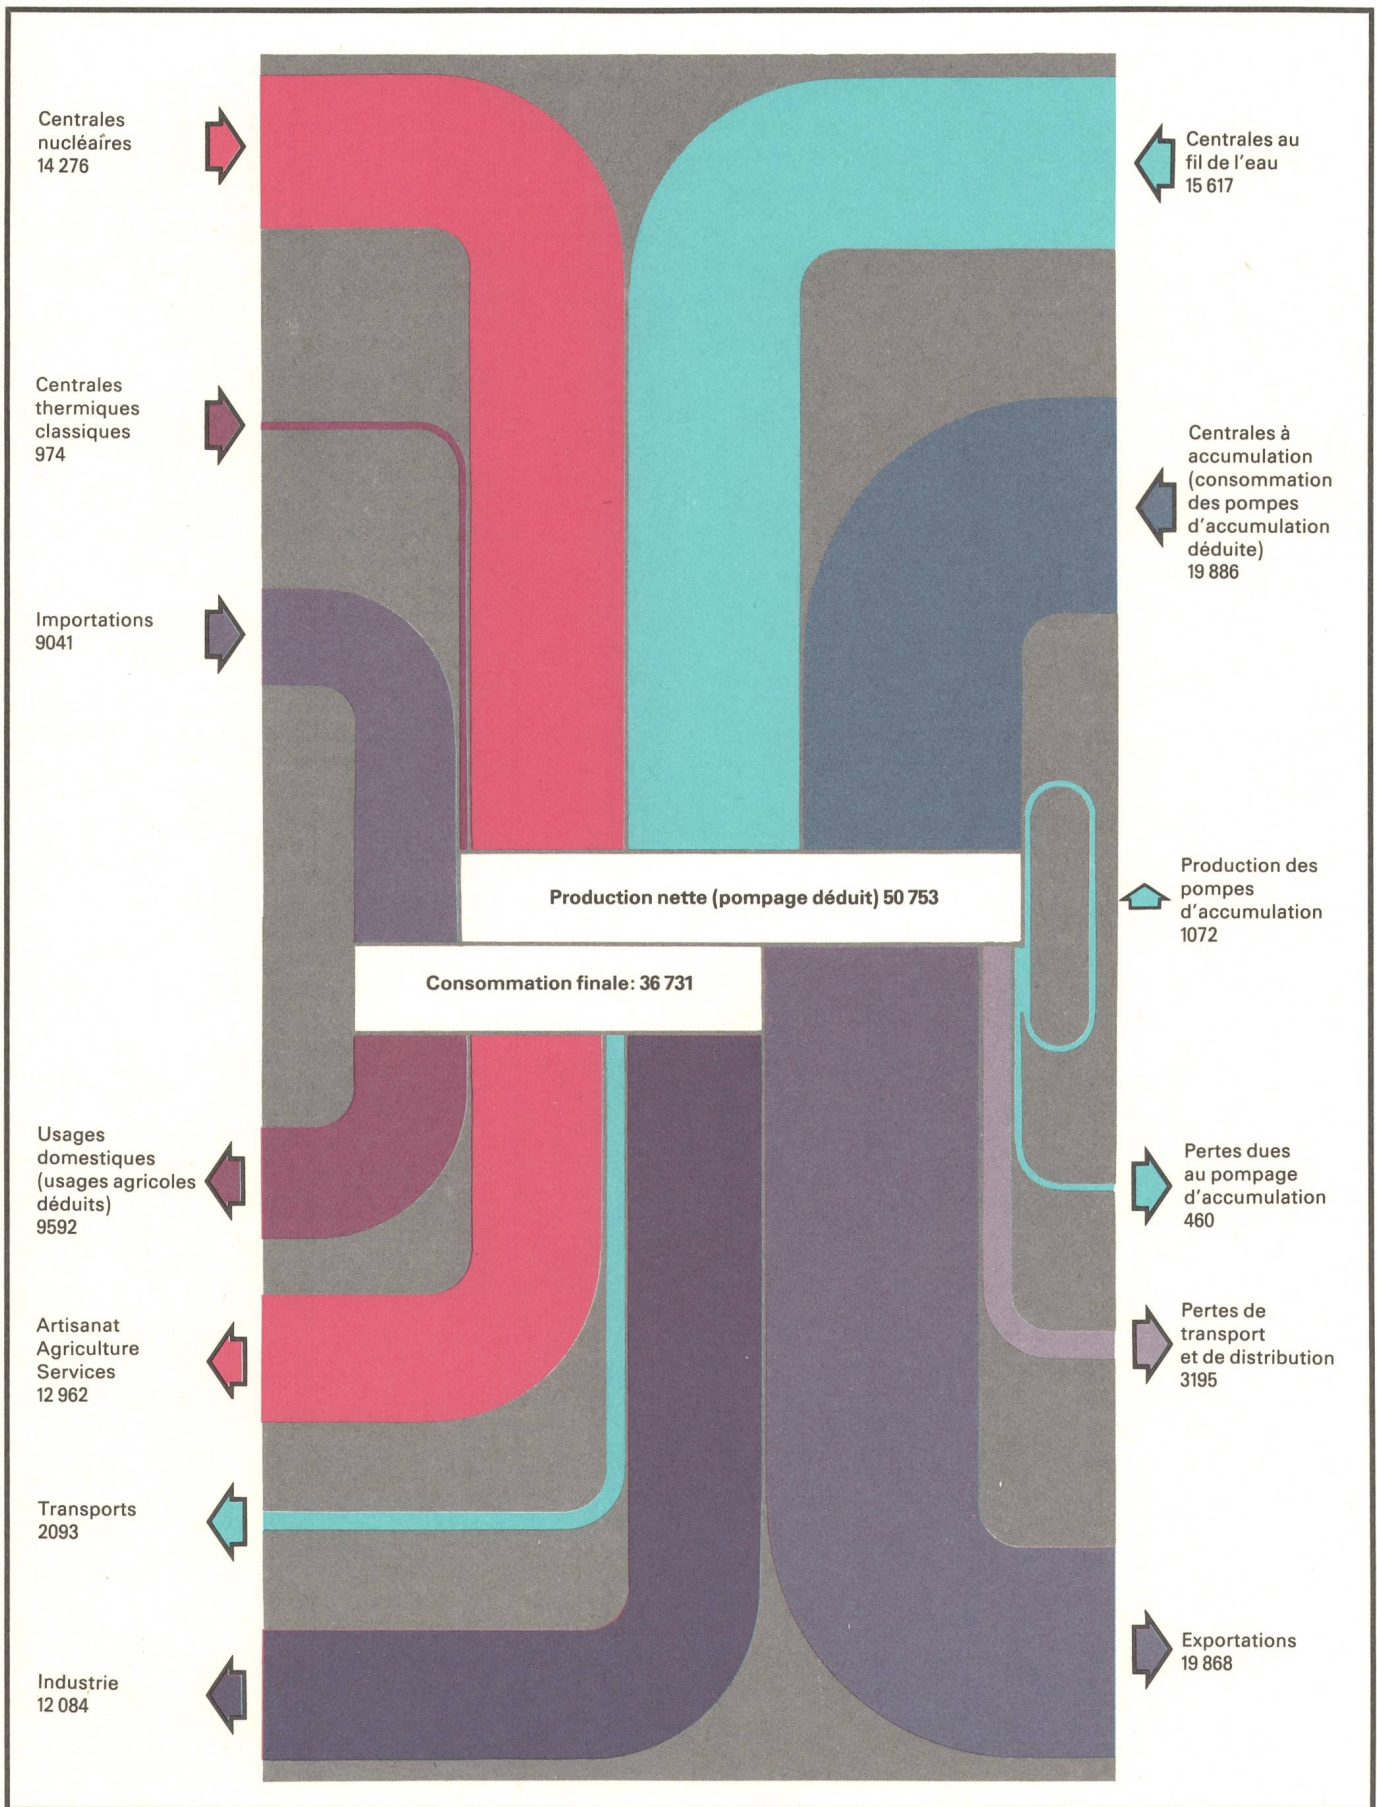 Centrales
nucléaires
14 276
Centrales
thermiques
classiques
974
Importations
9041
Centrales au
fil de l'eau
15 617
Centrales à
accumulation
(consommation
des pompes
d'accumulation
déduite)
19 886
Production nette (pompage déduit) 50 753
Production des
pompes
d'accumulation
1072
Consommation finale: 36 731
Usages
domestiques
(usages agricoles
déduits)
9592
Artisanat
Agriculture
Services
12 962
Transports
2093
Industrie
12 084
Pertes dues
au pompage
d'accumulation
460
Pertes de
transport
et de distribution
3195
Exportations
19 868